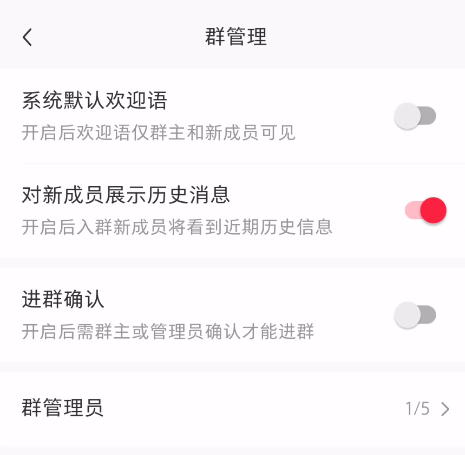 群管理
系统默认欢迎语
开启后欢迎语仅群主和新成员可见
对新成员展示历史消息
开启后入群新成员将看到近期历史信息
进群确认
开启后需群主或管理员确认才能进群
群管理员
1/5